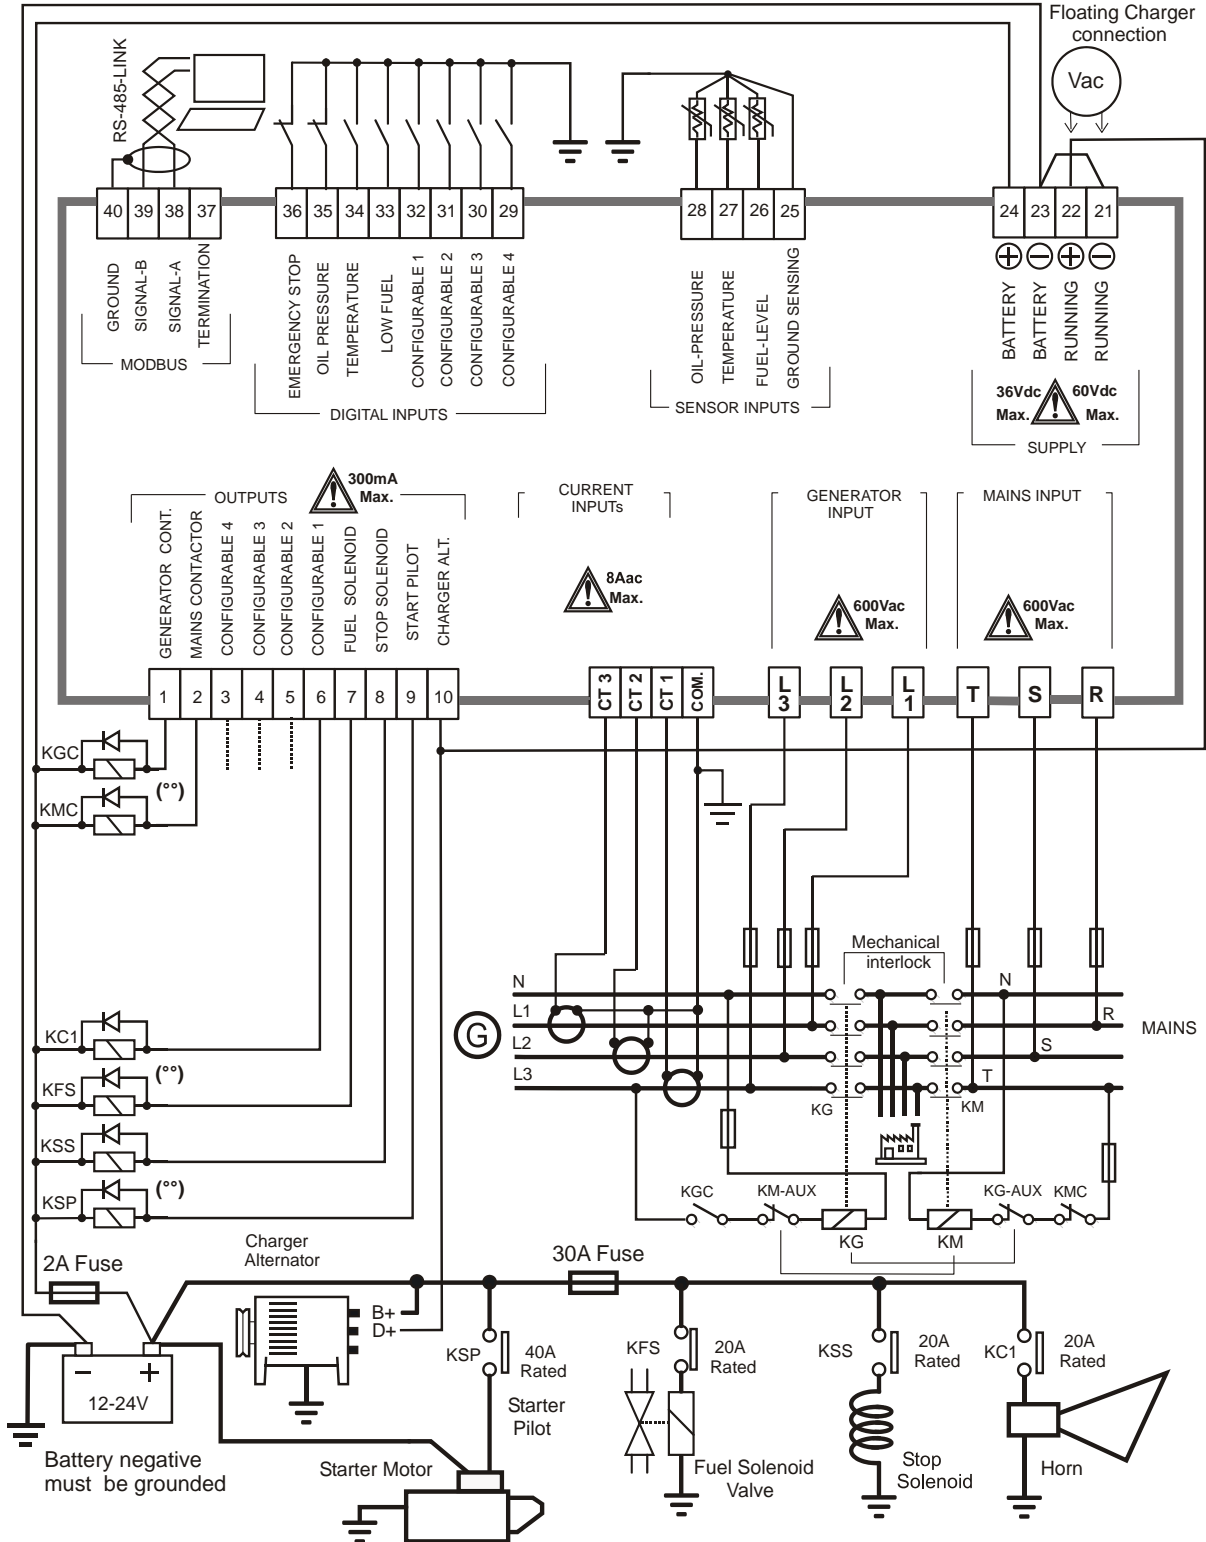 Floating Charger
connection
Vac
RS-485-LINK
40 39 38 37
36 35 34 33 32 31 30 29
28 27 26 25
24 23 22 21
GROUND
SIGNAL-B
SIGNAL-A
TERMINATION
MODBUS
EMERGENCY STOP
OIL PRESSURE
TEMPERATURE
LOW FUEL
CONFIGURABLE 1
CONFIGURABLE 2
CONFIGURABLE 3
CONFIGURABLE 4
DIGITAL INPUTS
OIL-PRESSURE
TEMPERATURE
FUEL-LEVEL
GROUND SENSING
SENSOR INPUTS
+ − + −
BATTERY
BATTERY
RUNNING
RUNNING
36Vdc
Max.
60Vdc
Max.
SUPPLY
OUTPUTS
300mA
Max.
GENERATOR CONT.
MAINS CONTACTOR
CONFIGURABLE 4
CONFIGURABLE 3
CONFIGURABLE 2
CONFIGURABLE 1
FUEL SOLENOID
STOP SOLENOID
START PILOT
CHARGER ALT.
CURRENT
INPUTs
8Aac
Max.
GENERATOR
INPUT
600Vac
Max.
MAINS INPUT
600Vac
Max.
1 2 3 4 5 6 7 8 9 10
CT 3
CT 2
CT 1
COM.
L3
L2
L1
T
S
R
KGC
(°°)
KMC
KC1
(°°)
KFS
KSS
KSP
(°°)
Mechanical
interlock
G
N
L1
L2
L3
N
R
S
T
MAINS
KG
KM
KGC
KM-AUX
KG
KM
KG-AUX
KMC
2A Fuse
Charger
Alternator
B+
D+
30A Fuse
− +
12-24V
Battery negative
must be grounded
KSP
40A
Rated
Starter
Pilot
Starter Motor
KFS
20A
Rated
Fuel Solenoid
Valve
KSS
20A
Rated
Stop
Solenoid
KC1
20A
Rated
Horn